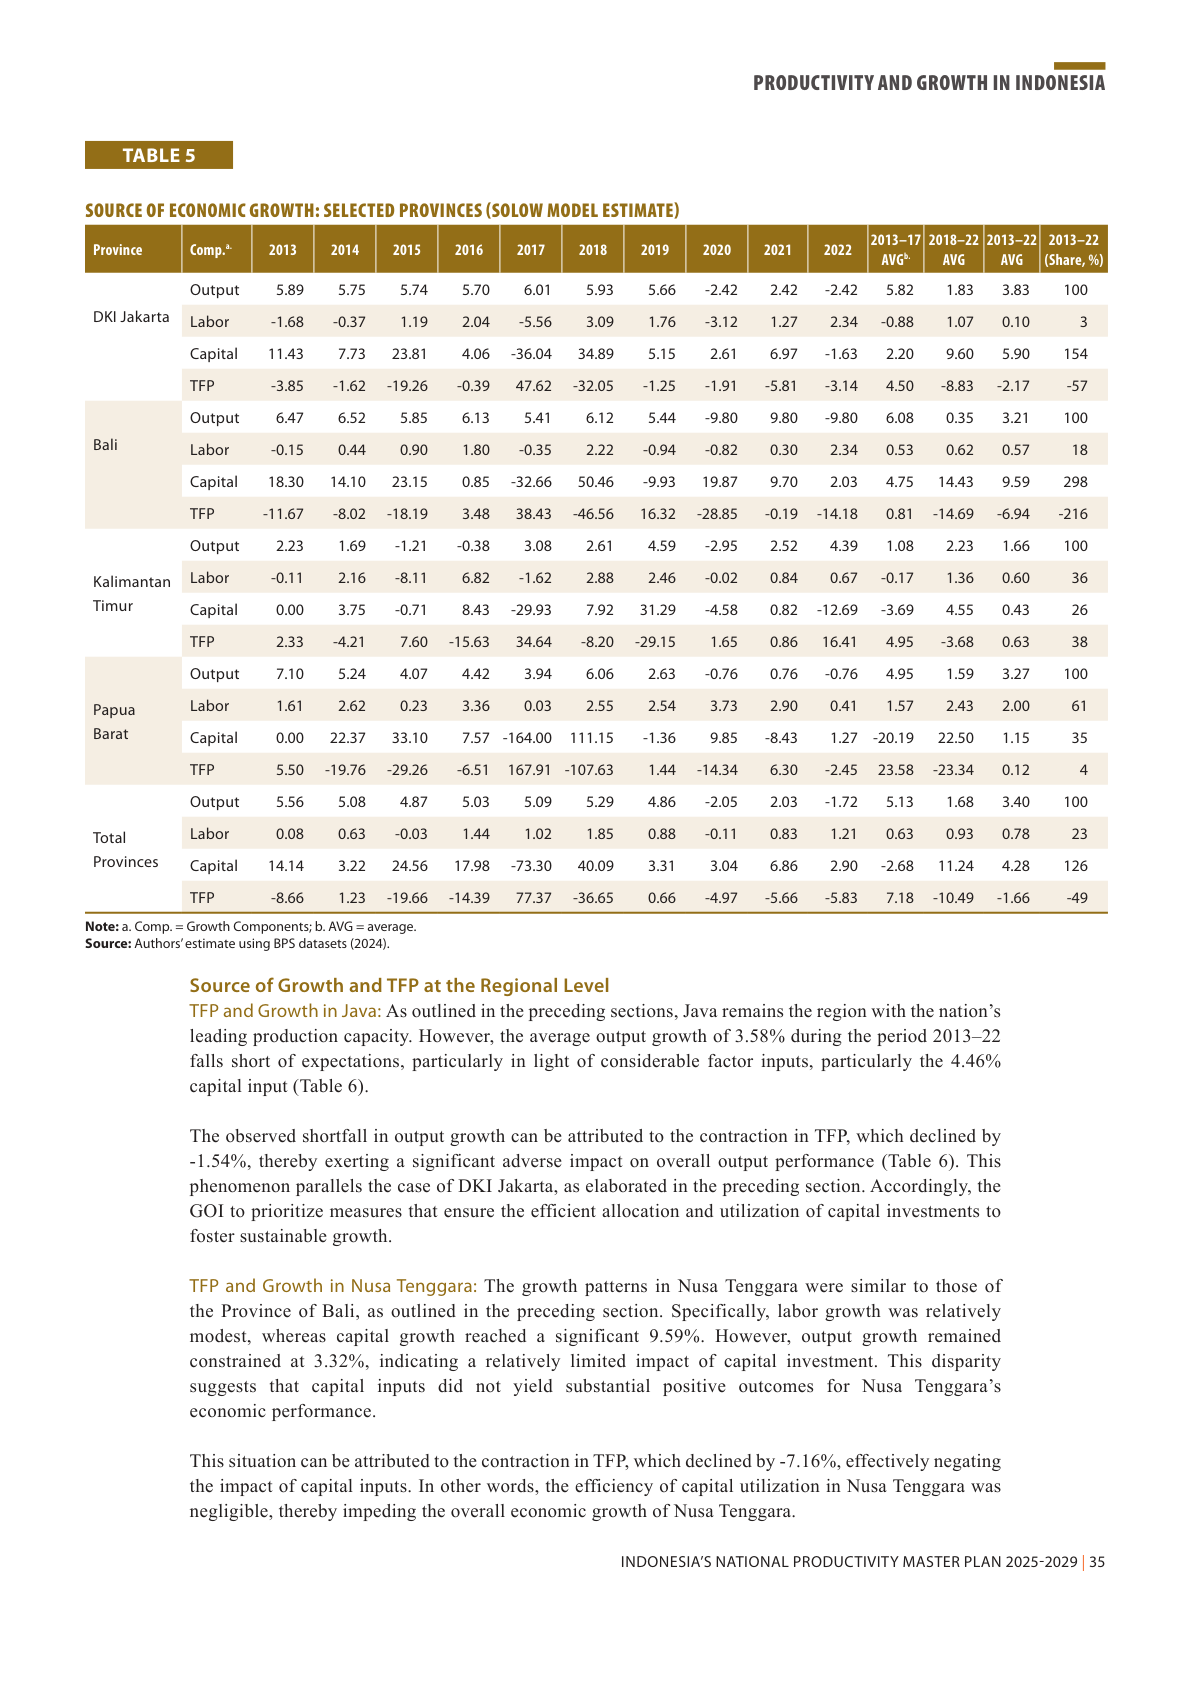 PRODUCTIVITY AND GROWTH IN INDONESIA
TABLE 5
SOURCE OF ECONOMIC GROWTH: SELECTED PROVINCES (SOLOW MODEL ESTIMATE)
Province Comp.a. 2013 2014 2015 2016 2017 2018 2019 2020 2021 2022 2013–17 AVGb. 2018–22 AVG 2013–22 AVG 2013–22 (Share, %)
DKI Jakarta
Output 5.89 5.75 5.74 5.70 6.01 5.93 5.66 -2.42 2.42 -2.42 5.82 1.83 3.83 100
Labor -1.68 -0.37 1.19 2.04 -5.56 3.09 1.76 -3.12 1.27 2.34 -0.88 1.07 0.10 3
Capital 11.43 7.73 23.81 4.06 -36.04 34.89 5.15 2.61 6.97 -1.63 2.20 9.60 5.90 154
TFP -3.85 -1.62 -19.26 -0.39 47.62 -32.05 -1.25 -1.91 -5.81 -3.14 4.50 -8.83 -2.17 -57
Bali
Output 6.47 6.52 5.85 6.13 5.41 6.12 5.44 -9.80 9.80 -9.80 6.08 0.35 3.21 100
Labor -0.15 0.44 0.90 1.80 -0.35 2.22 -0.94 -0.82 0.30 2.34 0.53 0.62 0.57 18
Capital 18.30 14.10 23.15 0.85 -32.66 50.46 -9.93 19.87 9.70 2.03 4.75 14.43 9.59 298
TFP -11.67 -8.02 -18.19 3.48 38.43 -46.56 16.32 -28.85 -0.19 -14.18 0.81 -14.69 -6.94 -216
Kalimantan
Timur
Output 2.23 1.69 -1.21 -0.38 3.08 2.61 4.59 -2.95 2.52 4.39 1.08 2.23 1.66 100
Labor -0.11 2.16 -8.11 6.82 -1.62 2.88 2.46 -0.02 0.84 0.67 -0.17 1.36 0.60 36
Capital 0.00 3.75 -0.71 8.43 -29.93 7.92 31.29 -4.58 0.82 -12.69 -3.69 4.55 0.43 26
TFP 2.33 -4.21 7.60 -15.63 34.64 -8.20 -29.15 1.65 0.86 16.41 4.95 -3.68 0.63 38
Papua
Barat
Output 7.10 5.24 4.07 4.42 3.94 6.06 2.63 -0.76 0.76 -0.76 4.95 1.59 3.27 100
Labor 1.61 2.62 0.23 3.36 0.03 2.55 2.54 3.73 2.90 0.41 1.57 2.43 2.00 61
Capital 0.00 22.37 33.10 7.57 -164.00 111.15 -1.36 9.85 -8.43 1.27 -20.19 22.50 1.15 35
TFP 5.50 -19.76 -29.26 -6.51 167.91 -107.63 1.44 -14.34 6.30 -2.45 23.58 -23.34 0.12 4
Total
Provinces
Output 5.56 5.08 4.87 5.03 5.09 5.29 4.86 -2.05 2.03 -1.72 5.13 1.68 3.40 100
Labor 0.08 0.63 -0.03 1.44 1.02 1.85 0.88 -0.11 0.83 1.21 0.63 0.93 0.78 23
Capital 14.14 3.22 24.56 17.98 -73.30 40.09 3.31 3.04 6.86 2.90 -2.68 11.24 4.28 126
TFP -8.66 1.23 -19.66 -14.39 77.37 -36.65 0.66 -4.97 -5.66 -5.83 7.18 -10.49 -1.66 -49
Note: a. Comp. = Growth Components; b. AVG = average.
Source: Authors' estimate using BPS datasets (2024).
Source of Growth and TFP at the Regional Level
TFP and Growth in Java: As outlined in the preceding sections, Java remains the region with the nation's
leading production capacity. However, the average output growth of 3.58% during the period 2013–22
falls short of expectations, particularly in light of considerable factor inputs, particularly the 4.46%
capital input (Table 6).
The observed shortfall in output growth can be attributed to the contraction in TFP, which declined by
-1.54%, thereby exerting a significant adverse impact on overall output performance (Table 6). This
phenomenon parallels the case of DKI Jakarta, as elaborated in the preceding section. Accordingly, the
GOI to prioritize measures that ensure the efficient allocation and utilization of capital investments to
foster sustainable growth.
TFP and Growth in Nusa Tenggara: The growth patterns in Nusa Tenggara were similar to those of
the Province of Bali, as outlined in the preceding section. Specifically, labor growth was relatively
modest, whereas capital growth reached a significant 9.59%. However, output growth remained
constrained at 3.32%, indicating a relatively limited impact of capital investment. This disparity
suggests that capital inputs did not yield substantial positive outcomes for Nusa Tenggara's
economic performance.
This situation can be attributed to the contraction in TFP, which declined by -7.16%, effectively negating
the impact of capital inputs. In other words, the efficiency of capital utilization in Nusa Tenggara was
negligible, thereby impeding the overall economic growth of Nusa Tenggara.
INDONESIA'S NATIONAL PRODUCTIVITY MASTER PLAN 2025-2029 | 35